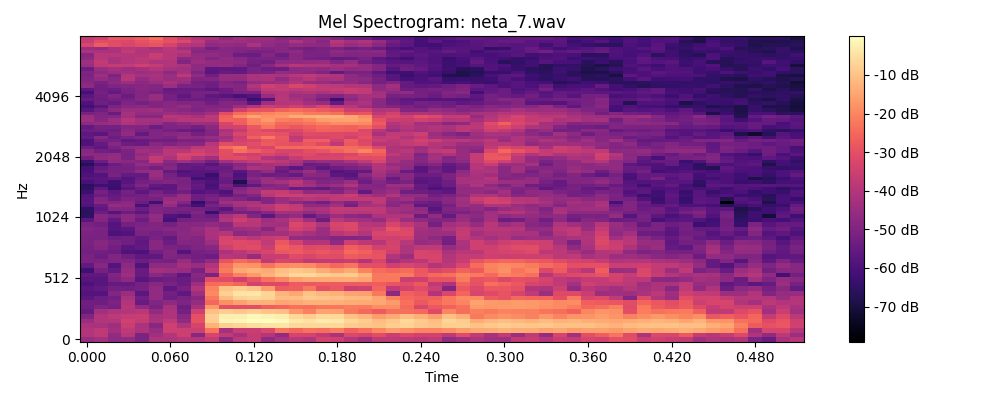 Mel Spectrogram: neta_7.wav
Hz
4096
2048
1024
512
0
0.000 0.060 0.120 0.180 0.240 0.300 0.360 0.420 0.480
Time
-10 dB
-20 dB
-30 dB
-40 dB
-50 dB
-60 dB
-70 dB